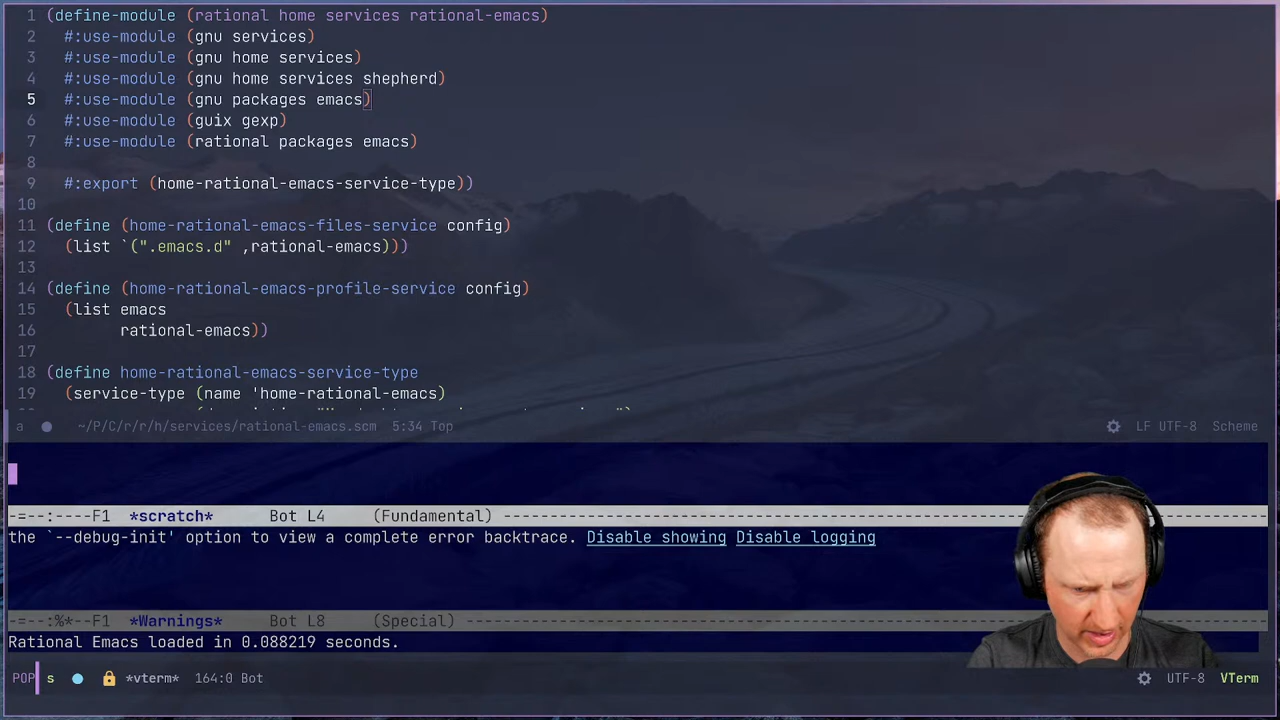 1 (define-module (rational home services rational-emacs)
2 #:use-module (gnu services)
3 #:use-module (gnu home services)
4 #:use-module (gnu home services shepherd)
5 #:use-module (gnu packages emacs)
6 #:use-module (guix gexp)
7 #:use-module (rational packages emacs)
8
9 #:export (home-rational-emacs-service-type))
10
11 (define (home-rational-emacs-files-service config)
12 (list `(".emacs.d" ,rational-emacs)))
13
14 (define (home-rational-emacs-profile-service config)
15 (list emacs
16 rational-emacs))
17
18 (define home-rational-emacs-service-type
19 (service-type (name 'home-rational-emacs)
a ~/P/C/r/r/h/services/rational-emacs.scm 5:34 Top LF UTF-8 Scheme
-=--:----F1 *scratch* Bot L4 (Fundamental) --------------------------------------------------------------------------------
the `--debug-init' option to view a complete error backtrace. Disable showing Disable logging
-=--:%*--F1 *Warnings* Bot L8 (Special) --------------------------------------------------------------
Rational Emacs loaded in 0.088219 seconds.
POP s *vterm* 164:0 Bot UTF-8 VTerm